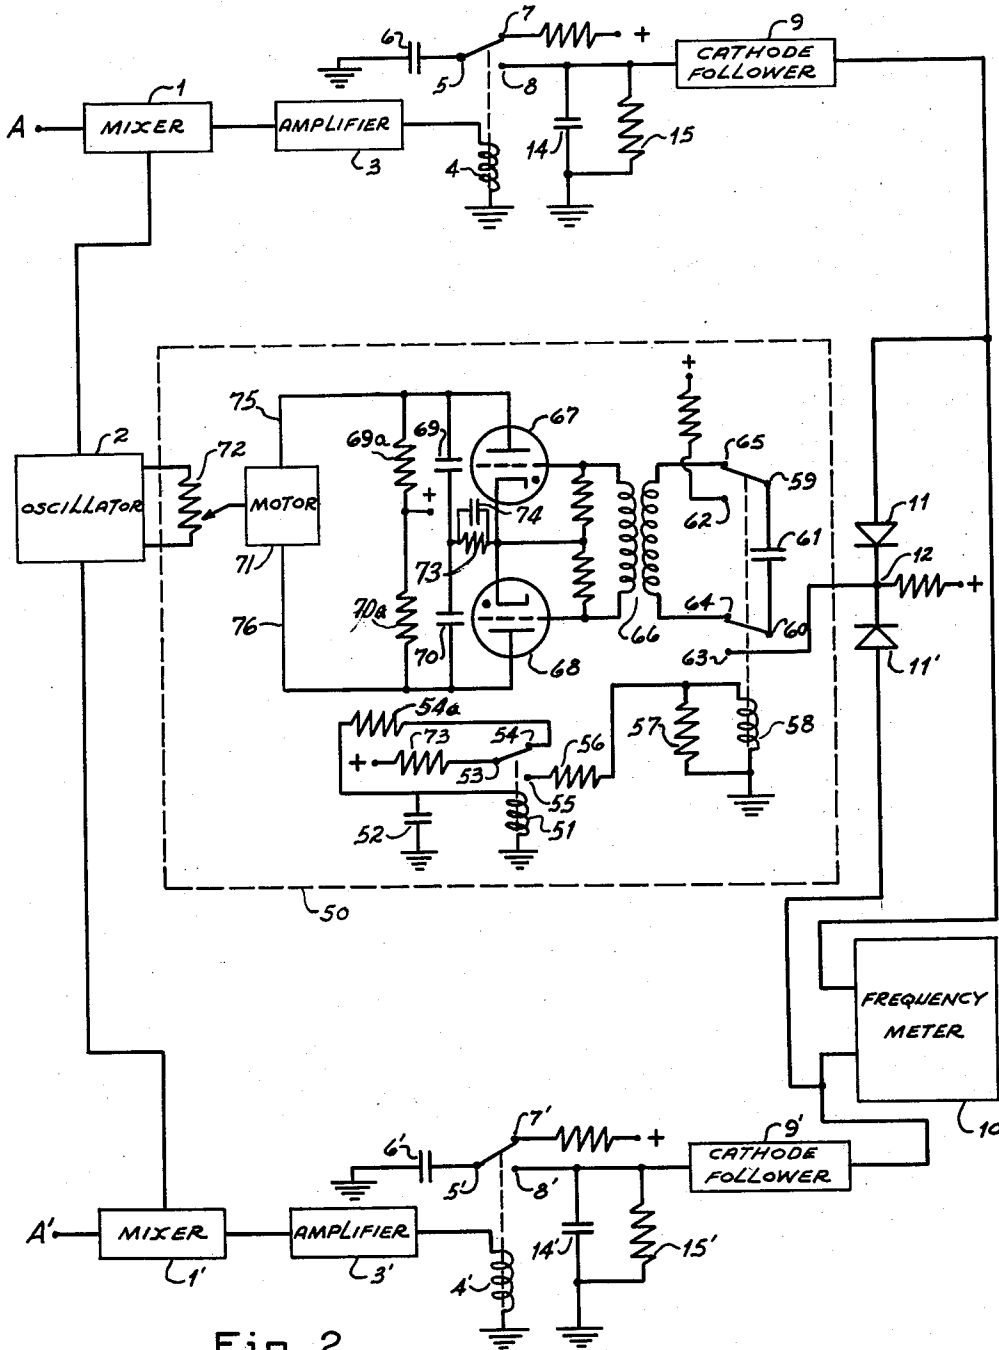 6 7 +
9
CATHODE
FOLLOWER
5 8
A 1
MIXER
AMPLIFIER
3 4 14 15
+
75 67
69a 69 65
2 72 + 59
OSCILLATOR
MOTOR
74 62 11
71 73 61 12
+
76 70a 64
70 66 60
68 63 11'
54a
73 54 56 57 58
+ 53
55
52 51
50
FREQUENCY
METER
10
6' 7' +
9'
CATHODE
FOLLOWER
5' 8'
A'
MIXER
AMPLIFIER
1' 3' 4' 14' 15'
Fig. 2